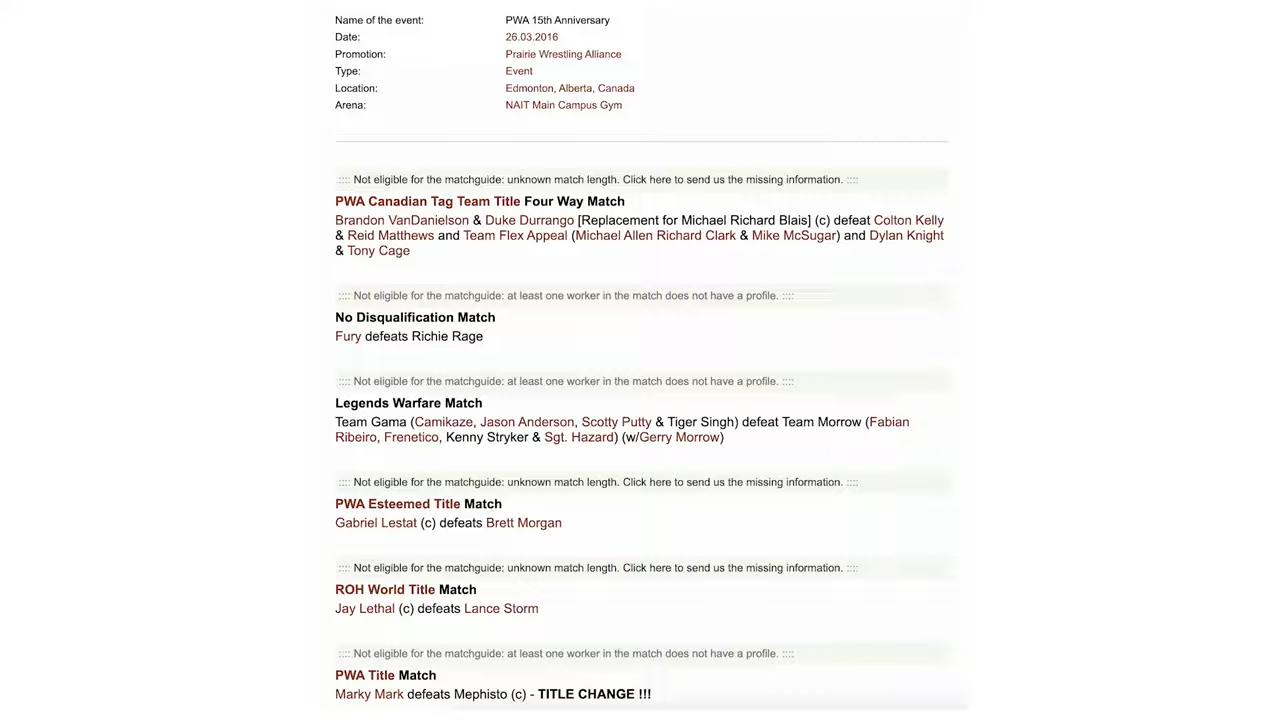 Name of the event: PWA 15th Anniversary
Date: 26.03.2016
Promotion: Prairie Wrestling Alliance
Type: Event
Location: Edmonton, Alberta, Canada
Arena: NAIT Main Campus Gym
:::: Not eligible for the matchguide: unknown match length. Click here to send us the missing information. ::::
PWA Canadian Tag Team Title Four Way Match
Brandon VanDanielson & Duke Durrango [Replacement for Michael Richard Blais] (c) defeat Colton Kelly
& Reid Matthews and Team Flex Appeal (Michael Allen Richard Clark & Mike McSugar) and Dylan Knight
& Tony Cage
:::: Not eligible for the matchguide: at least one worker in the match does not have a profile. ::::
No Disqualification Match
Fury defeats Richie Rage
:::: Not eligible for the matchguide: at least one worker in the match does not have a profile. ::::
Legends Warfare Match
Team Gama (Camikaze, Jason Anderson, Scotty Putty & Tiger Singh) defeat Team Morrow (Fabian
Ribeiro, Frenetico, Kenny Stryker & Sgt. Hazard) (w/Gerry Morrow)
:::: Not eligible for the matchguide: unknown match length. Click here to send us the missing information. ::::
PWA Esteemed Title Match
Gabriel Lestat (c) defeats Brett Morgan
:::: Not eligible for the matchguide: unknown match length. Click here to send us the missing information. ::::
ROH World Title Match
Jay Lethal (c) defeats Lance Storm
:::: Not eligible for the matchguide: at least one worker in the match does not have a profile. ::::
PWA Title Match
Marky Mark defeats Mephisto (c) - TITLE CHANGE !!!